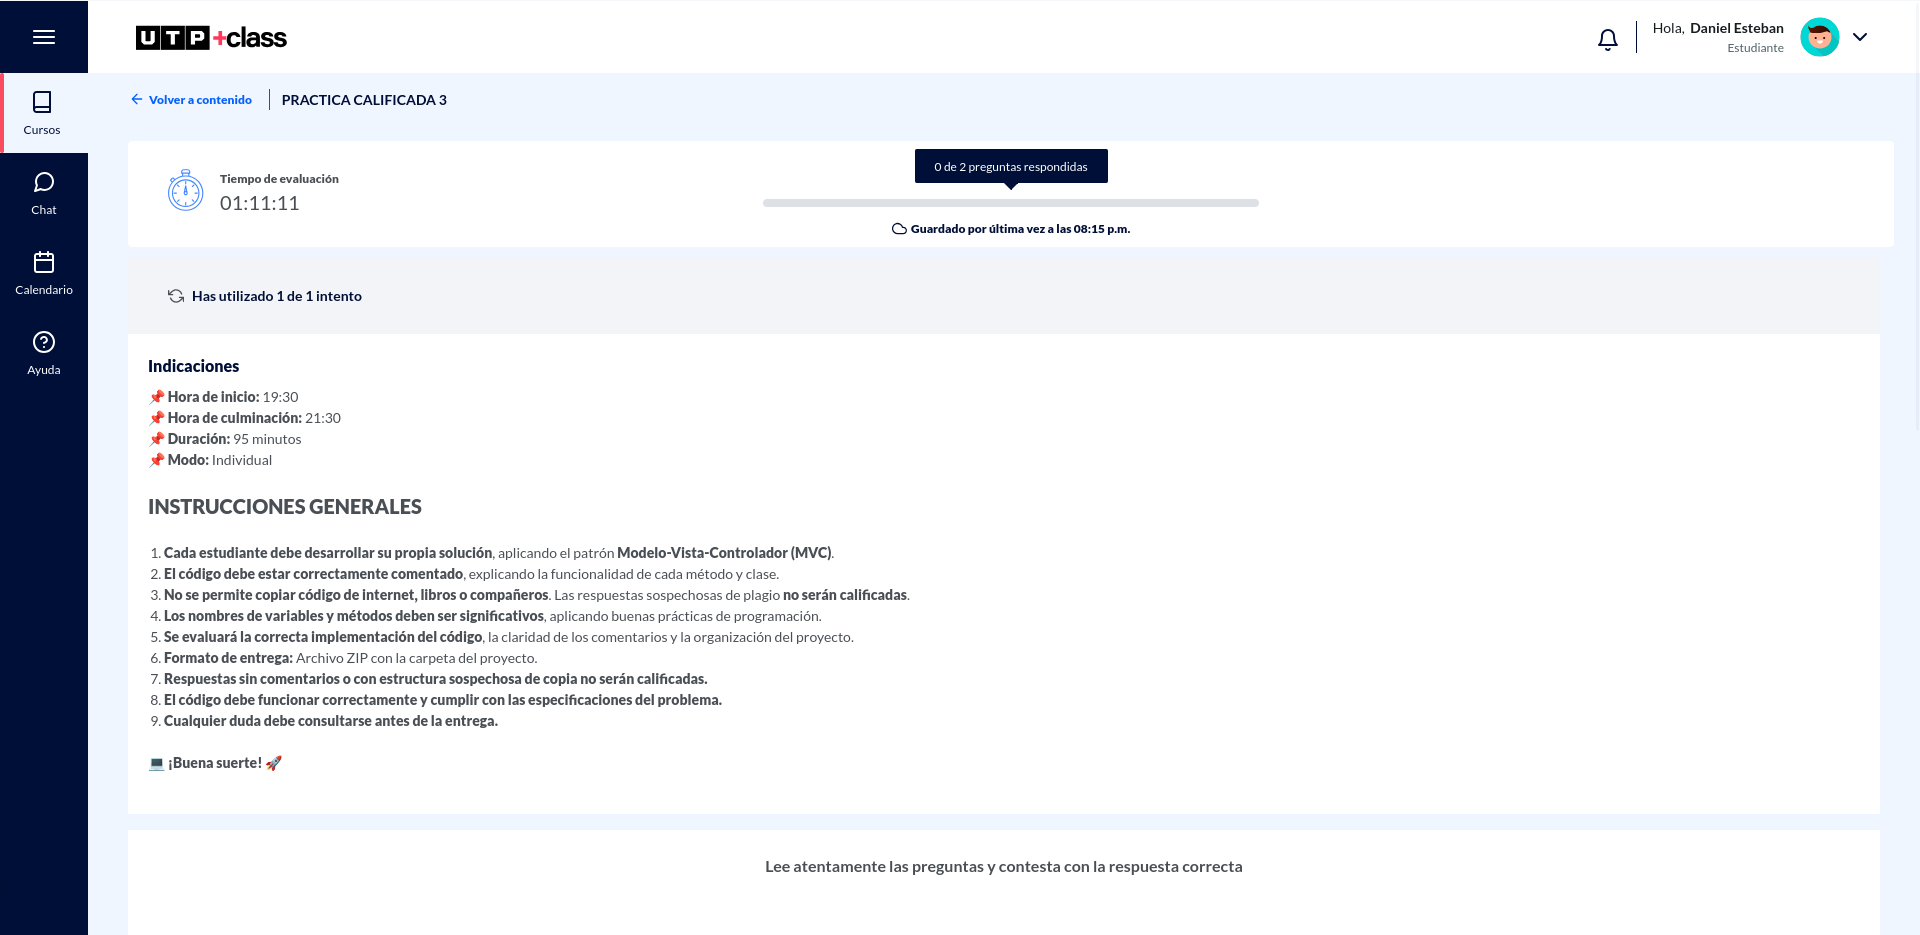 UTP+class
Hola, Daniel Esteban
Estudiante
Cursos
Chat
Calendario
Ayuda
Volver a contenido
PRACTICA CALIFICADA 3
Tiempo de evaluación
01:11:11
0 de 2 preguntas respondidas
Guardado por última vez a las 08:15 p.m.
Has utilizado 1 de 1 intento
Indicaciones
📌 Hora de inicio: 19:30
📌 Hora de culminación: 21:30
📌 Duración: 95 minutos
📌 Modo: Individual
INSTRUCCIONES GENERALES
1. Cada estudiante debe desarrollar su propia solución, aplicando el patrón Modelo-Vista-Controlador (MVC).
2. El código debe estar correctamente comentado, explicando la funcionalidad de cada método y clase.
3. No se permite copiar código de internet, libros o compañeros. Las respuestas sospechosas de plagio no serán calificadas.
4. Los nombres de variables y métodos deben ser significativos, aplicando buenas prácticas de programación.
5. Se evaluará la correcta implementación del código, la claridad de los comentarios y la organización del proyecto.
6. Formato de entrega: Archivo ZIP con la carpeta del proyecto.
7. Respuestas sin comentarios o con estructura sospechosa de copia no serán calificadas.
8. El código debe funcionar correctamente y cumplir con las especificaciones del problema.
9. Cualquier duda debe consultarse antes de la entrega.
💻 ¡Buena suerte! 🚀
Lee atentamente las preguntas y contesta con la respuesta correcta